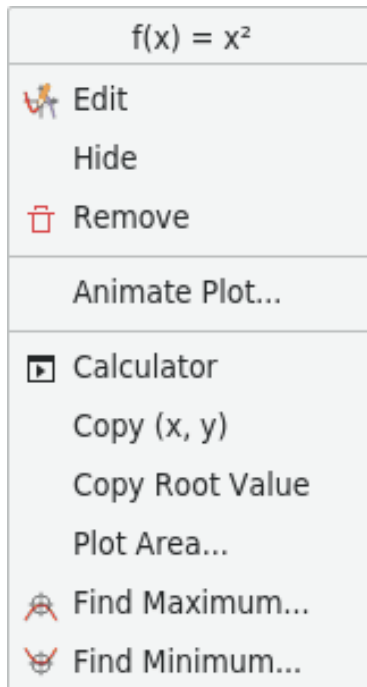 f(x) = x²
Edit
Hide
Remove
Animate Plot...
Calculator
Copy (x, y)
Copy Root Value
Plot Area...
Find Maximum...
Find Minimum...